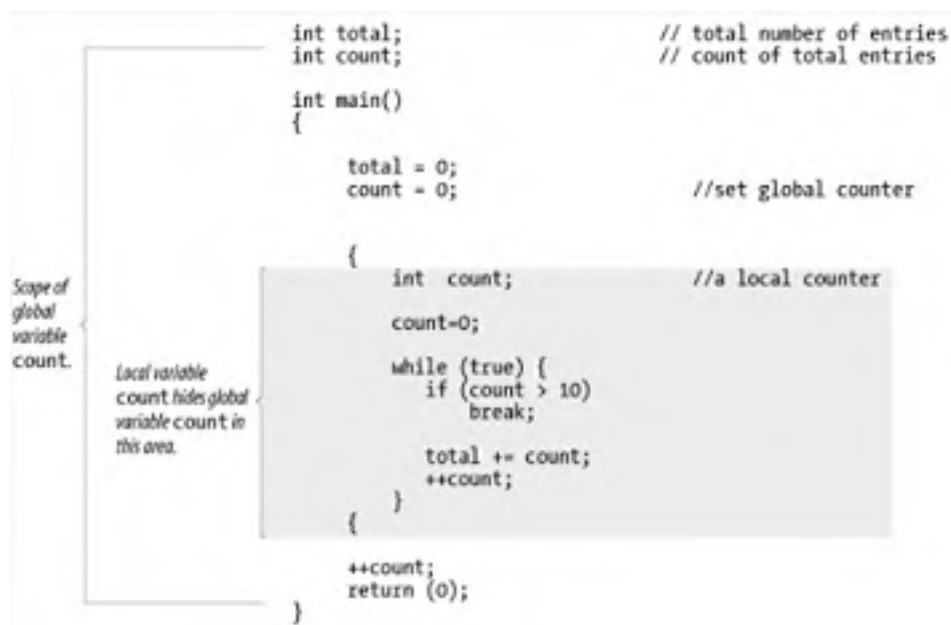 int total; // total number of entries
int count; // count of total entries
int main()
{
total = 0;
count = 0; //set global counter
{
int count; //a local counter
count=0;
while (true) {
if (count > 10)
break;
total += count;
++count;
}
{
++count;
return (0);
}
Scope of
global
variable
count.
Local variable
count hides global
variable count in
this area.